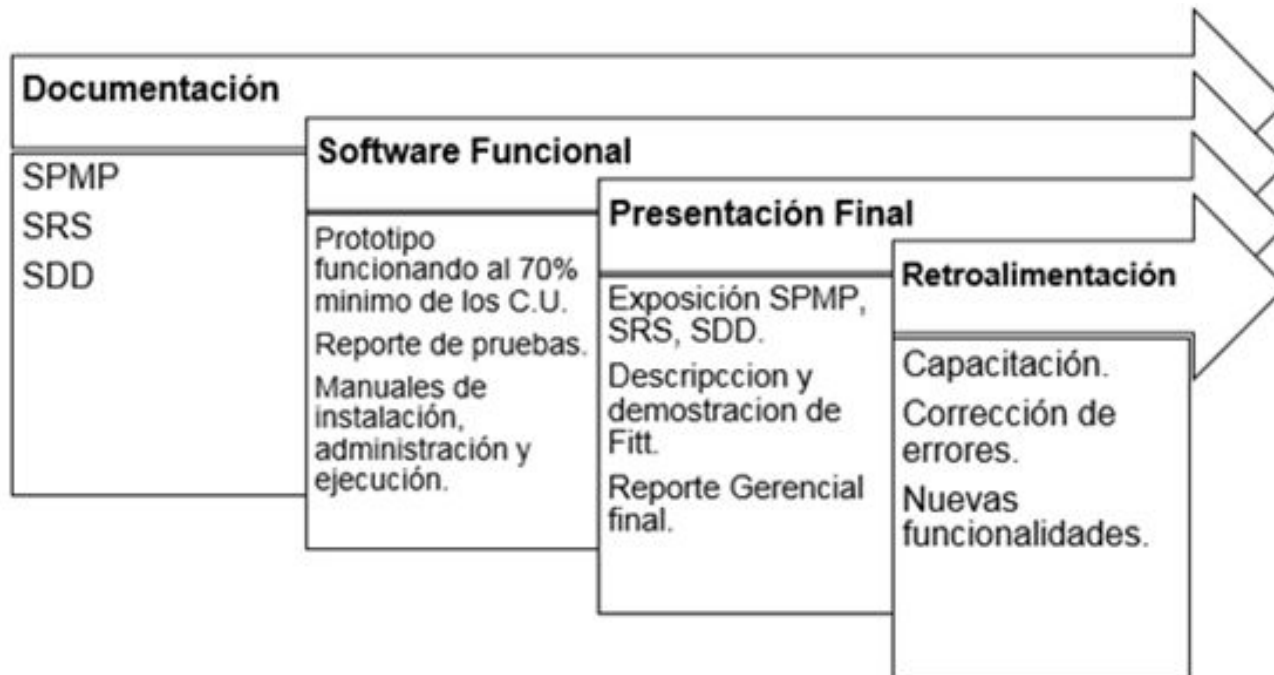 Documentación
SPMP
SRS
SDD
Software Funcional
Prototipo
funcionando al 70%
minimo de los C.U.
Reporte de pruebas.
Manuales de
instalación,
administración y
ejecución.
Presentación Final
Exposición SPMP,
SRS, SDD.
Descripccion y
demostracion de
Fitt.
Reporte Gerencial
final.
Retroalimentación
Capacitación.
Corrección de
errores.
Nuevas
funcionalidades.